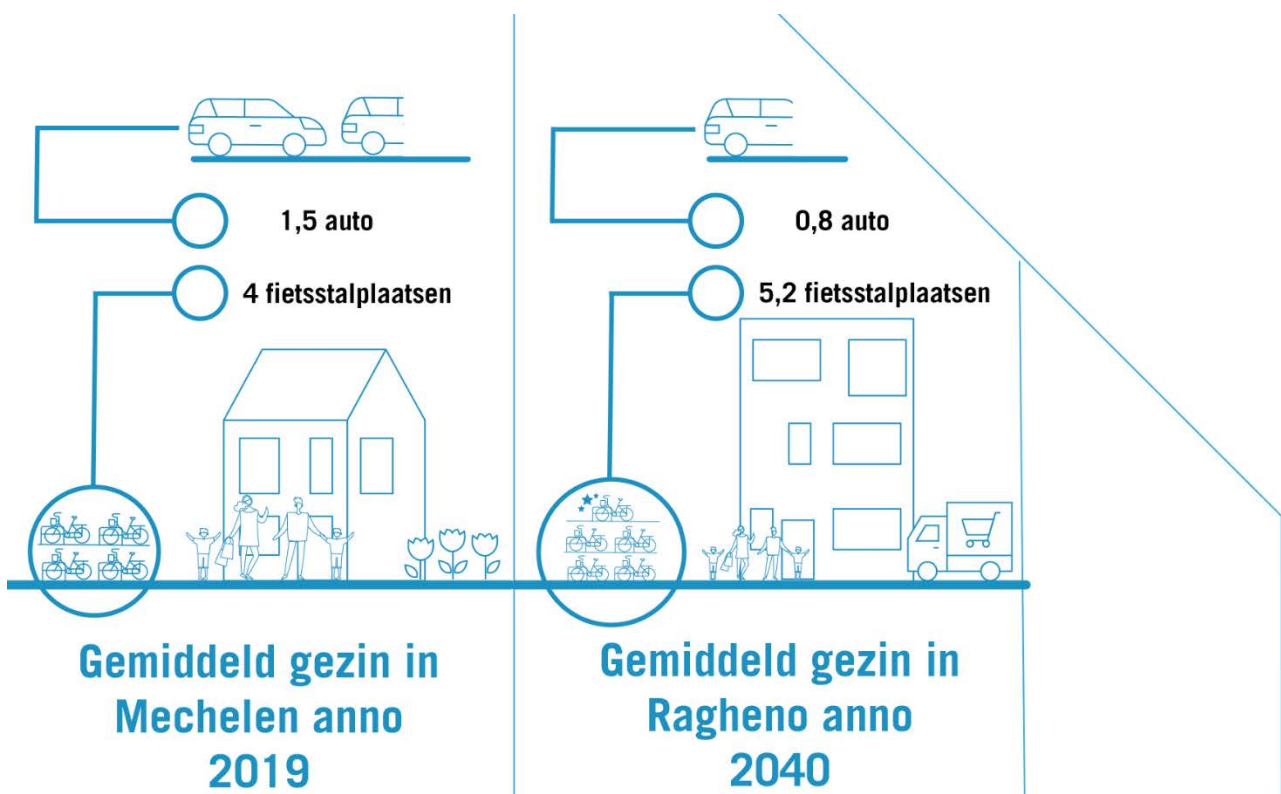 1,5 auto
4 fietsstalplaatsen
Gemiddeld gezin in
Mechelen anno
2019
0,8 auto
5,2 fietsstalplaatsen
Gemiddeld gezin in
Ragheno anno
2040